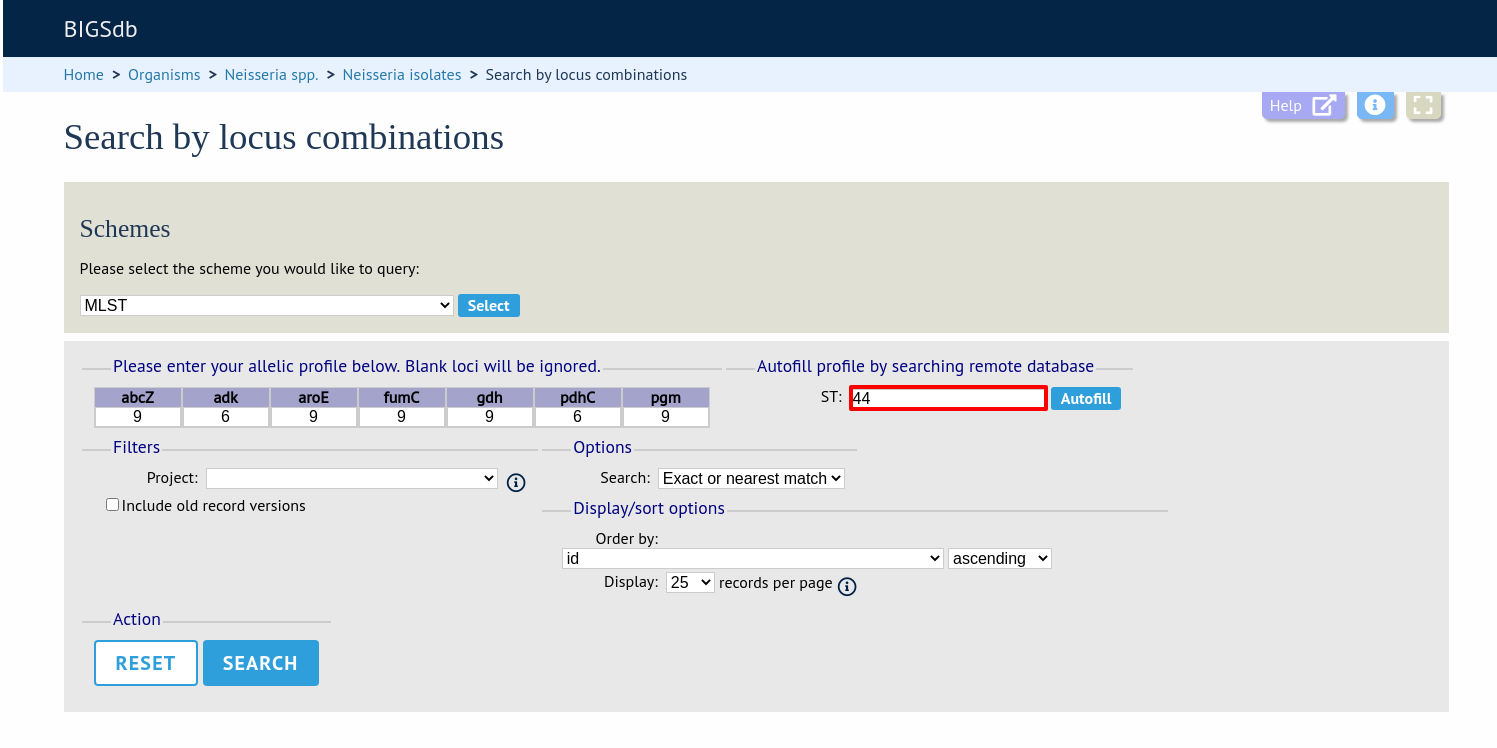 BIGSdb
Home > Organisms > Neisseria spp. > Neisseria isolates > Search by locus combinations
Help
Search by locus combinations
Schemes
Please select the scheme you would like to query:
MLST Select
Please enter your allelic profile below. Blank loci will be ignored.
abcZ adk aroE fumC gdh pdhC pgm
9 6 9 9 9 6 9
Autofill profile by searching remote database
ST: 44 Autofill
Filters
Project:
Include old record versions
Options
Search: Exact or nearest match
Display/sort options
Order by:
id ascending
Display: 25 records per page
Action
RESET SEARCH